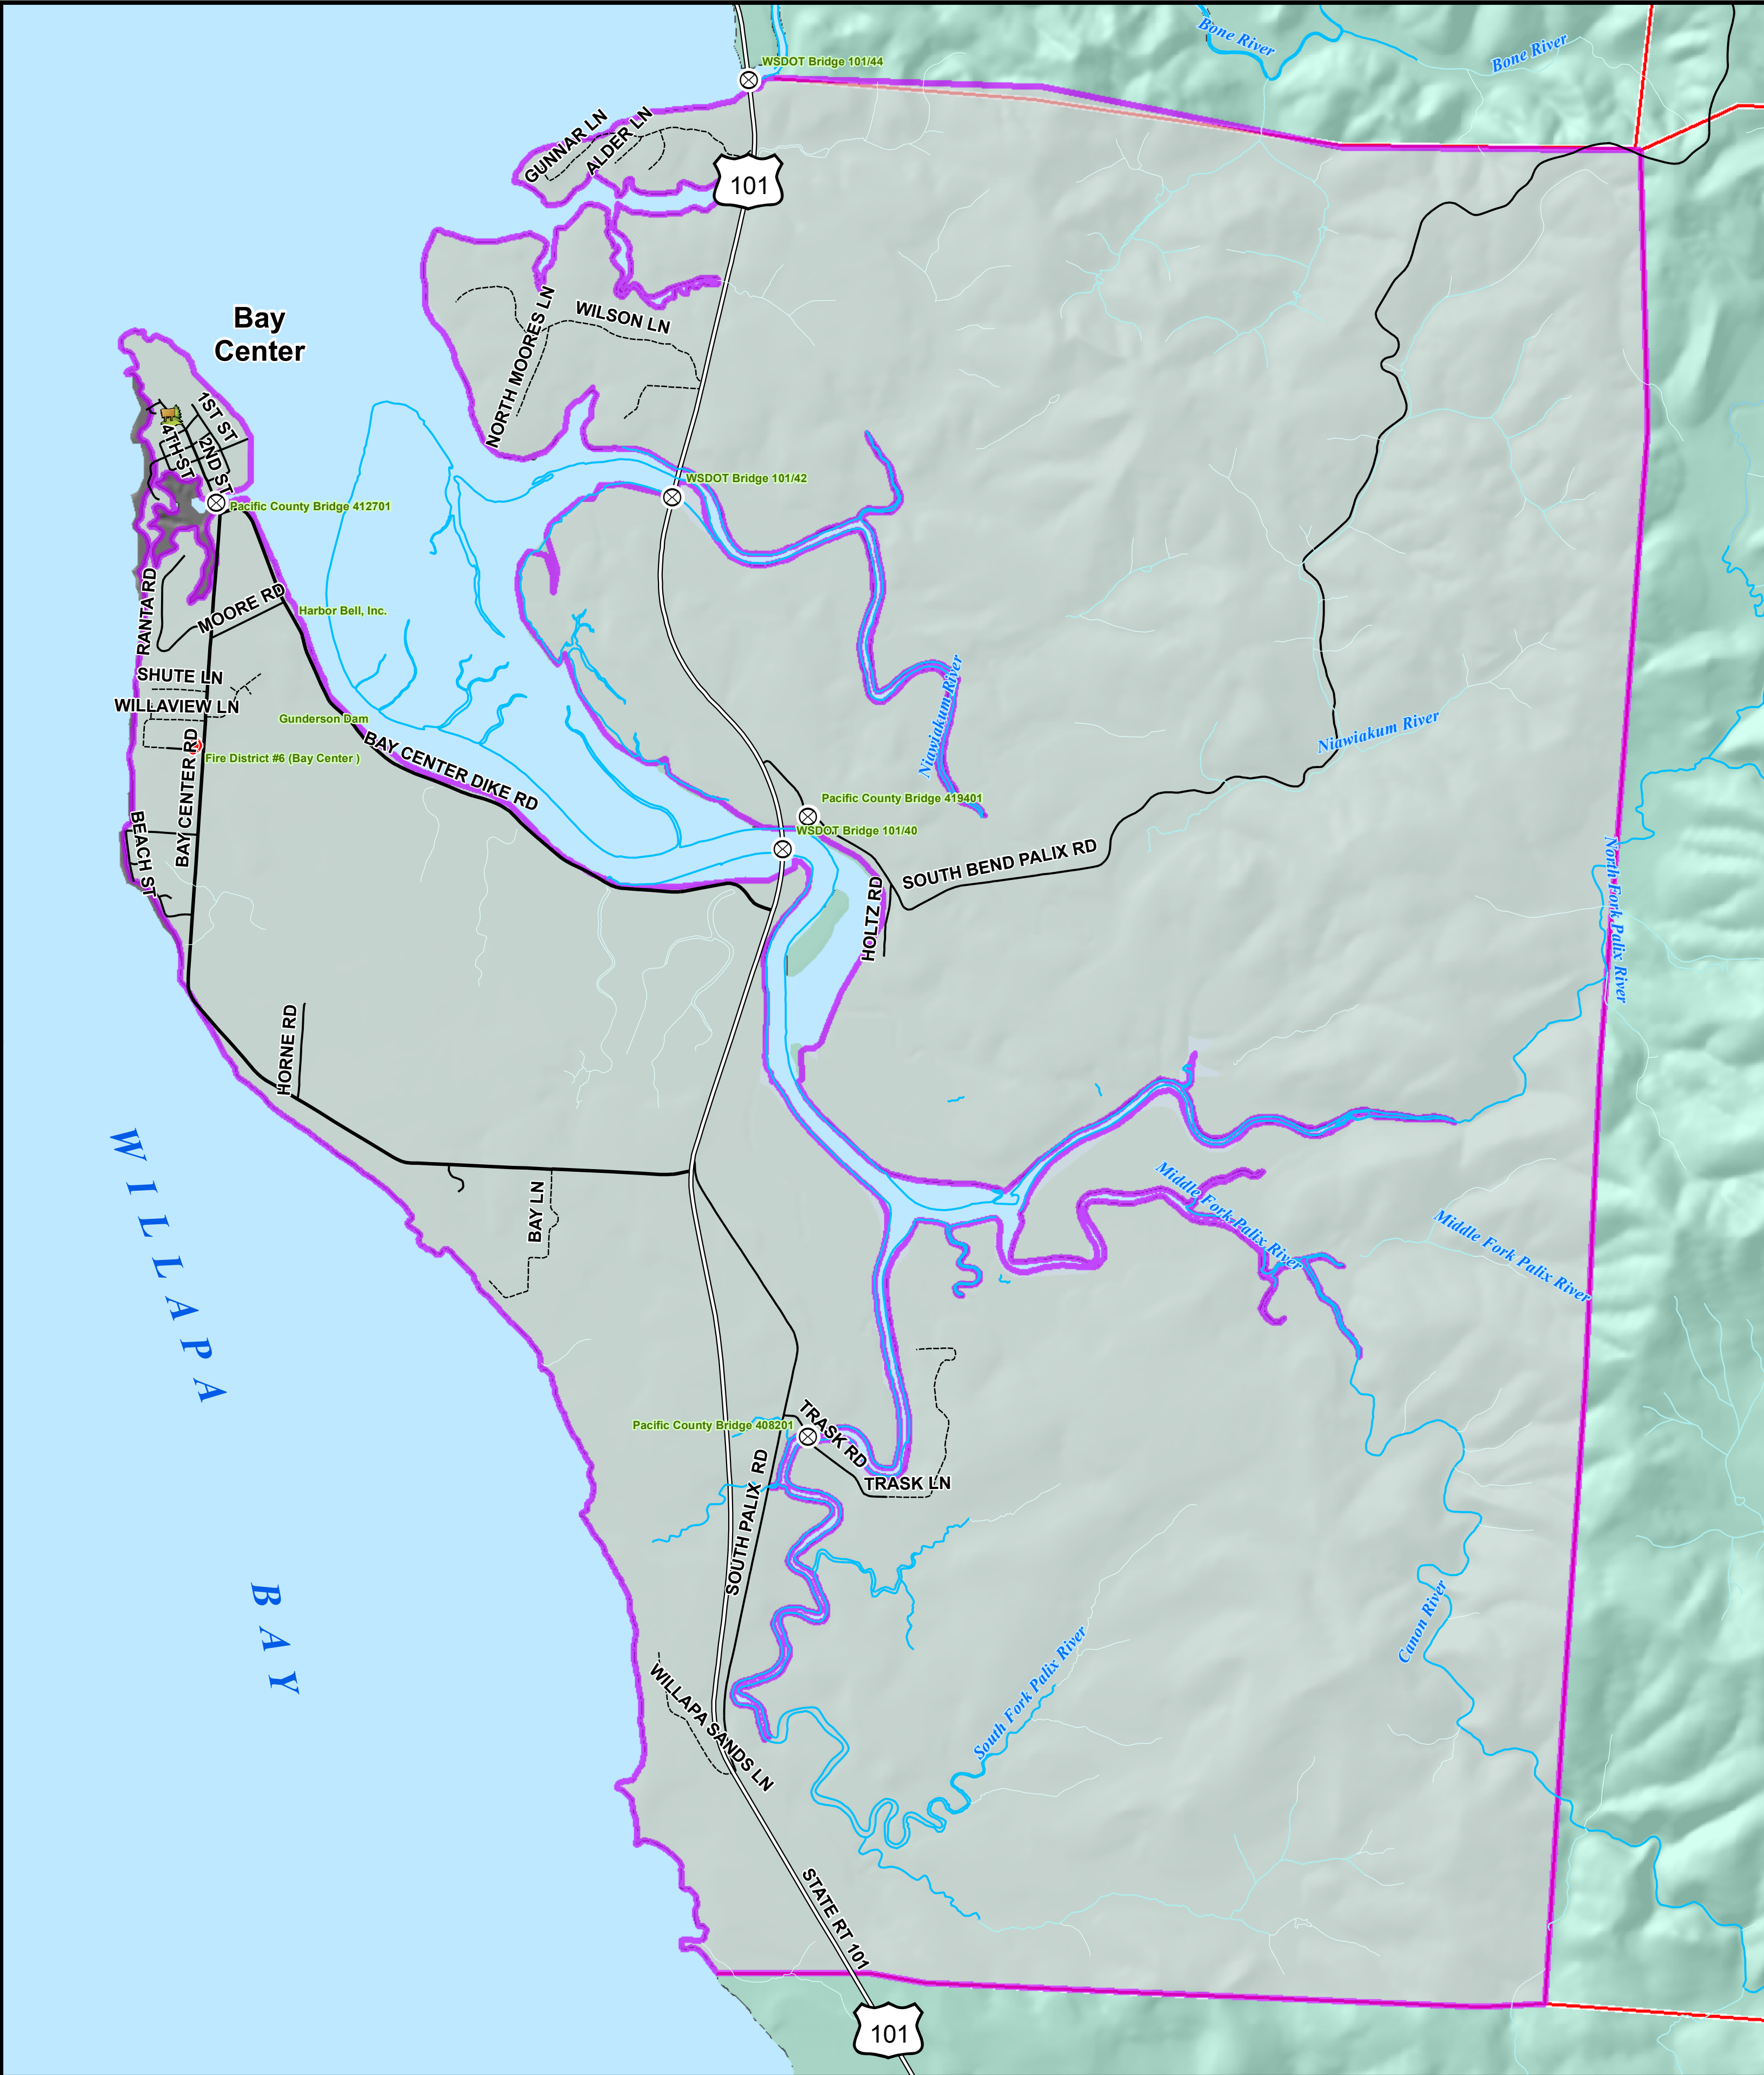 Bone River
Bone River
WSDOT Bridge 101/44
GUNNAR LN
ALDER LN
101
Bay
Center
NORTH MOORES LN
WILSON LN
1ST ST
2ND ST
4TH ST
WSDOT Bridge 101/42
Pacific County Bridge 412701
RANTA RD
MOORE RD
Harbor Bell, Inc.
SHUTE LN
WILLAVIEW LN
Gunderson Dam
BAY CENTER RD
Fire District #6 (Bay Center )
BAY CENTER DIKE RD
BEACH ST
Niawiakum River
Niawiakum River
Pacific County Bridge 419401
WSDOT Bridge 101/40
SOUTH BEND PALIX RD
HOLTZ RD
North Fork Palix River
HORNE RD
WILLAPA
BAY
BAY LN
Middle Fork Palix River
Middle Fork Palix River
Pacific County Bridge 408201
TRASK RD
TRASK LN
SOUTH PALIX RD
Canon River
South Fork Palix River
WILLAPA SANDS LN
STATE RT 101
101